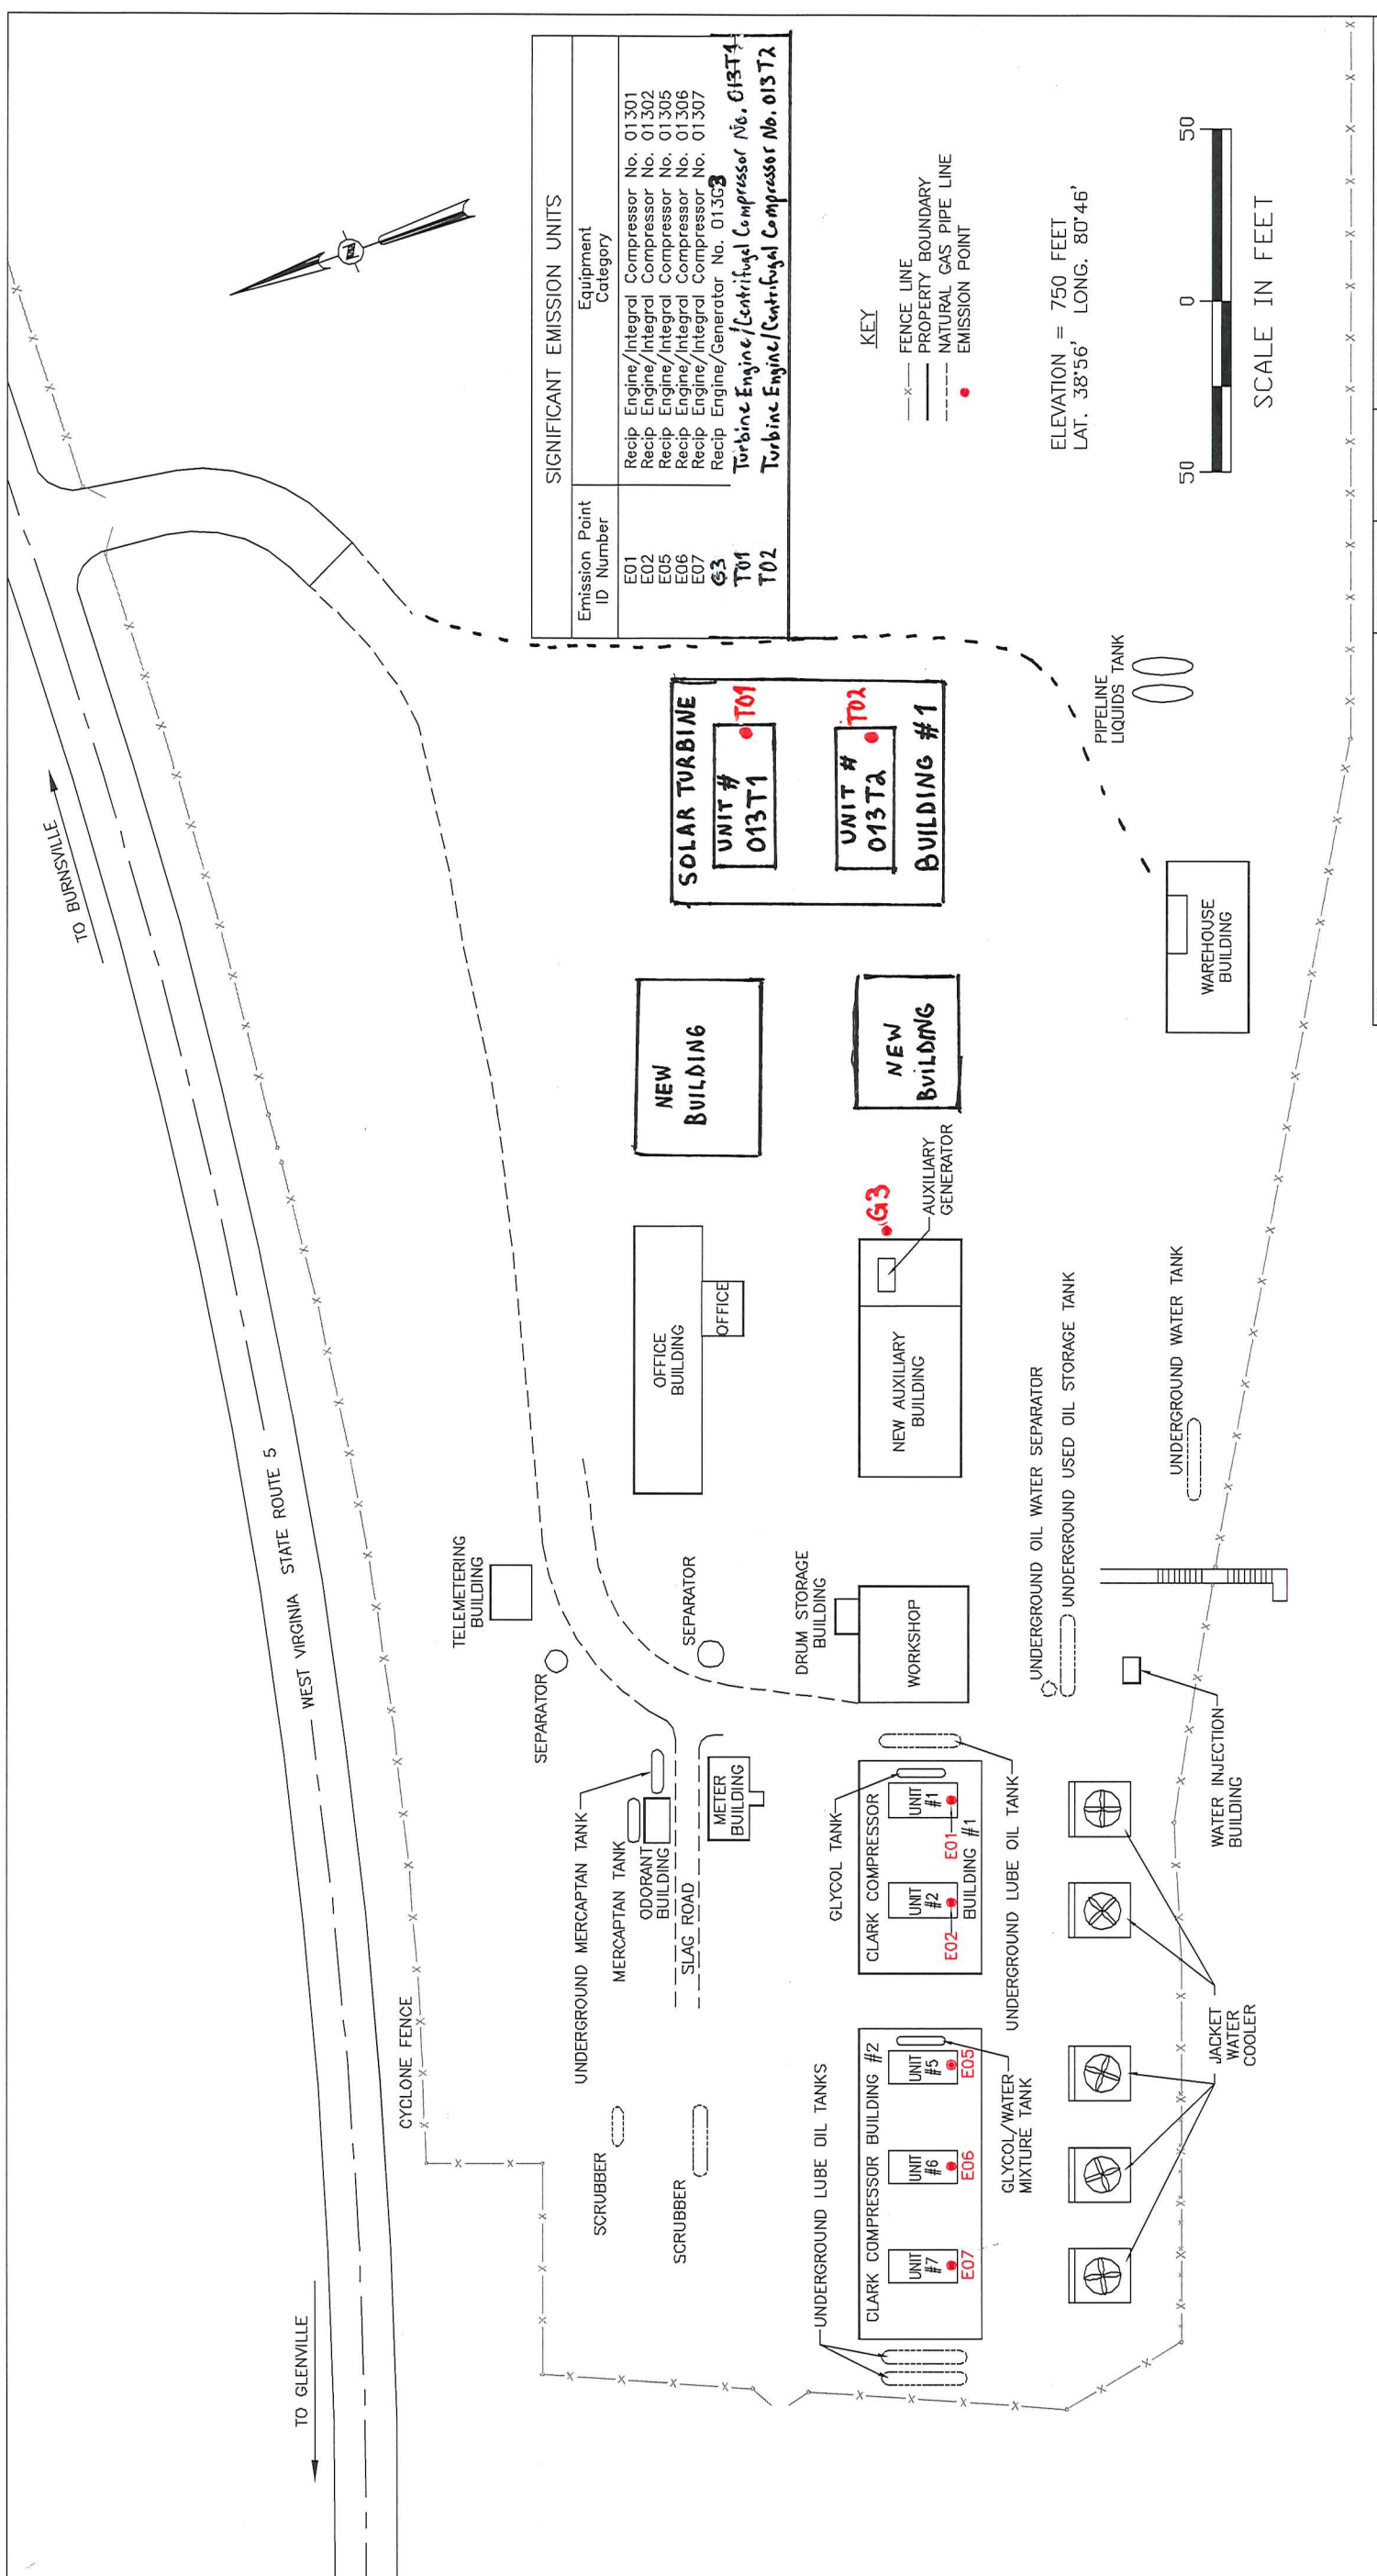 TO BURNSVILLE
WEST VIRGINIA STATE ROUTE 5
TO GLENVILLE
CYCLONE FENCE
SIGNIFICANT EMISSION UNITS
Emission Point
ID Number
Equipment
Category
E01 Recip Engine/Integral Compressor No. 01301
E02 Recip Engine/Integral Compressor No. 01302
E05 Recip Engine/Integral Compressor No. 01305
E06 Recip Engine/Integral Compressor No. 01306
E07 Recip Engine/Integral Compressor No. 01307
G3 Recip Engine/Generator No. 013G3
T01 Turbine Engine/Centrifugal Compressor No. 013T1
T02 Turbine Engine/Centrifugal Compressor No. 013T2
KEY
x FENCE LINE
PROPERTY BOUNDARY
NATURAL GAS PIPE LINE
EMISSION POINT
ELEVATION = 750 FEET
LAT. 38°56' LONG. 80°46'
50 0 50
SCALE IN FEET
TELEMETERING
BUILDING
SEPARATOR
SEPARATOR
UNDERGROUND MERCAPTAN TANK
MERCAPTAN TANK
ODORANT
BUILDING
SLAG ROAD
METER
BUILDING
SCRUBBER
SCRUBBER
OFFICE
BUILDING
OFFICE
NEW
BUILDING
SOLAR TURBINE
UNIT #
013T1
T01
UNIT #
013T2
T02
BUILDING #1
NEW
BUILDING
G3
AUXILIARY
GENERATOR
NEW AUXILIARY
BUILDING
DRUM STORAGE
BUILDING
WORKSHOP
GLYCOL TANK
CLARK COMPRESSOR
UNIT
#2
UNIT
#1
E02
E01
BUILDING #1
UNDERGROUND LUBE OIL TANK
UNDERGROUND LUBE OIL TANKS
CLARK COMPRESSOR BUILDING #2
UNIT
#7
UNIT
#6
UNIT
#5
E07
E06
E05
GLYCOL/WATER
MIXTURE TANK
UNDERGROUND OIL WATER SEPARATOR
UNDERGROUND USED OIL STORAGE TANK
UNDERGROUND WATER TANK
WATER INJECTION
BUILDING
JACKET
WATER
COOLER
PIPELINE
LIQUIDS TANK
WAREHOUSE
BUILDING